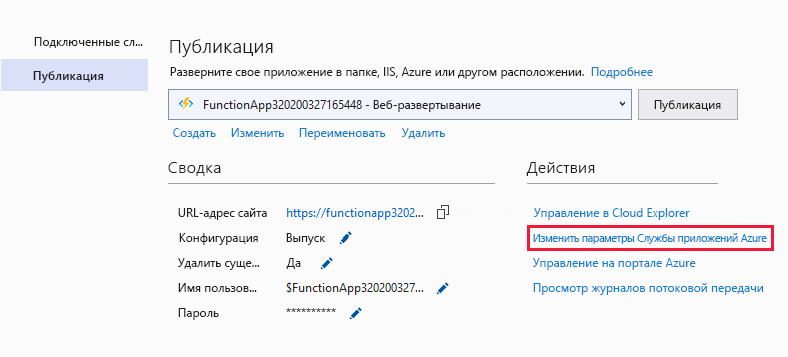 Подключенные сл...
Публикация
Публикация
Разверните свое приложение в папке, IIS, Azure или другом расположении. Подробнее
FunctionApp320200327165448 - Веб-развертывание
Публикация
Создать Изменить Переименовать Удалить
Сводка
URL-адрес сайта https://functionapp3202...
Конфигурация Выпуск
Удалить суще... Да
Имя пользов... $FunctionApp320200327...
Пароль **********
Действия
Управление в Cloud Explorer
Изменить параметры Службы приложений Azure
Управление на портале Azure
Просмотр журналов потоковой передачи